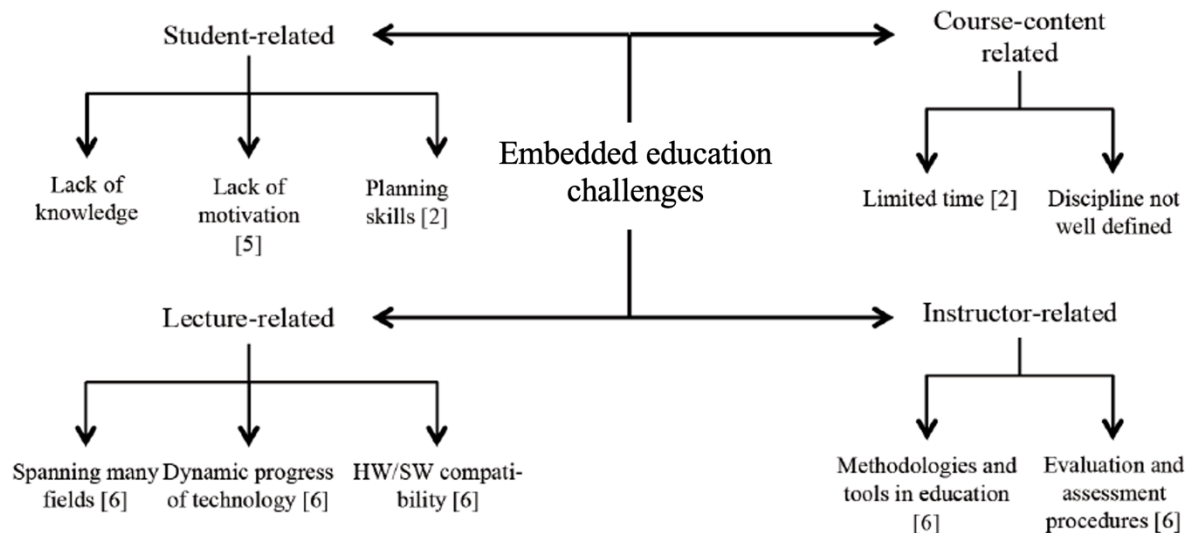 Student-related
Course-content
related
Embedded education
challenges
Lack of
knowledge
Lack of
motivation
[5]
Planning
skills [2]
Limited time [2]
Discipline not
well defined
Lecture-related
Instructor-related
Spanning many
fields [6]
Dynamic progress
of technology [6]
HW/SW compati-
bility [6]
Methodologies and
tools in education
[6]
Evaluation and
assessment
procedures [6]